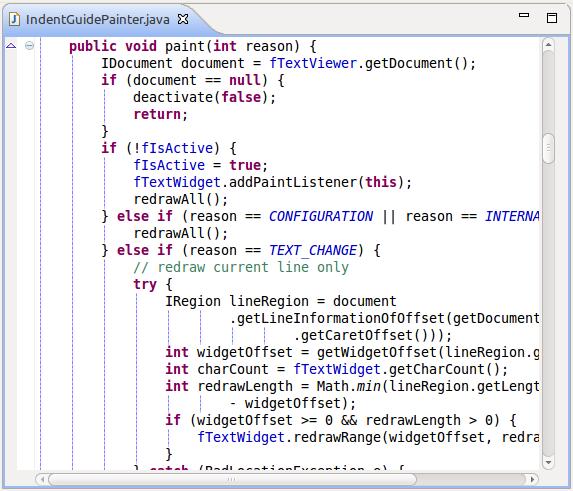 IndentGuidePainter.java
public void paint(int reason) {
IDocument document = fTextViewer.getDocument();
if (document == null) {
deactivate(false);
return;
}
if (!fIsActive) {
fIsActive = true;
fTextWidget.addPaintListener(this);
redrawAll();
} else if (reason == CONFIGURATION || reason == INTERNA
redrawAll();
} else if (reason == TEXT_CHANGE) {
// redraw current line only
try {
IRegion lineRegion = document
.getLineInformationOfOffset(getDocument
.getCaretOffset()));
int widgetOffset = getWidgetOffset(lineRegion.g
int charCount = fTextWidget.getCharCount();
int redrawLength = Math.min(lineRegion.getLengt
- widgetOffset);
if (widgetOffset >= 0 && redrawLength > 0) {
fTextWidget.redrawRange(widgetOffset, redra
}
} catch (BadLocationException e) {